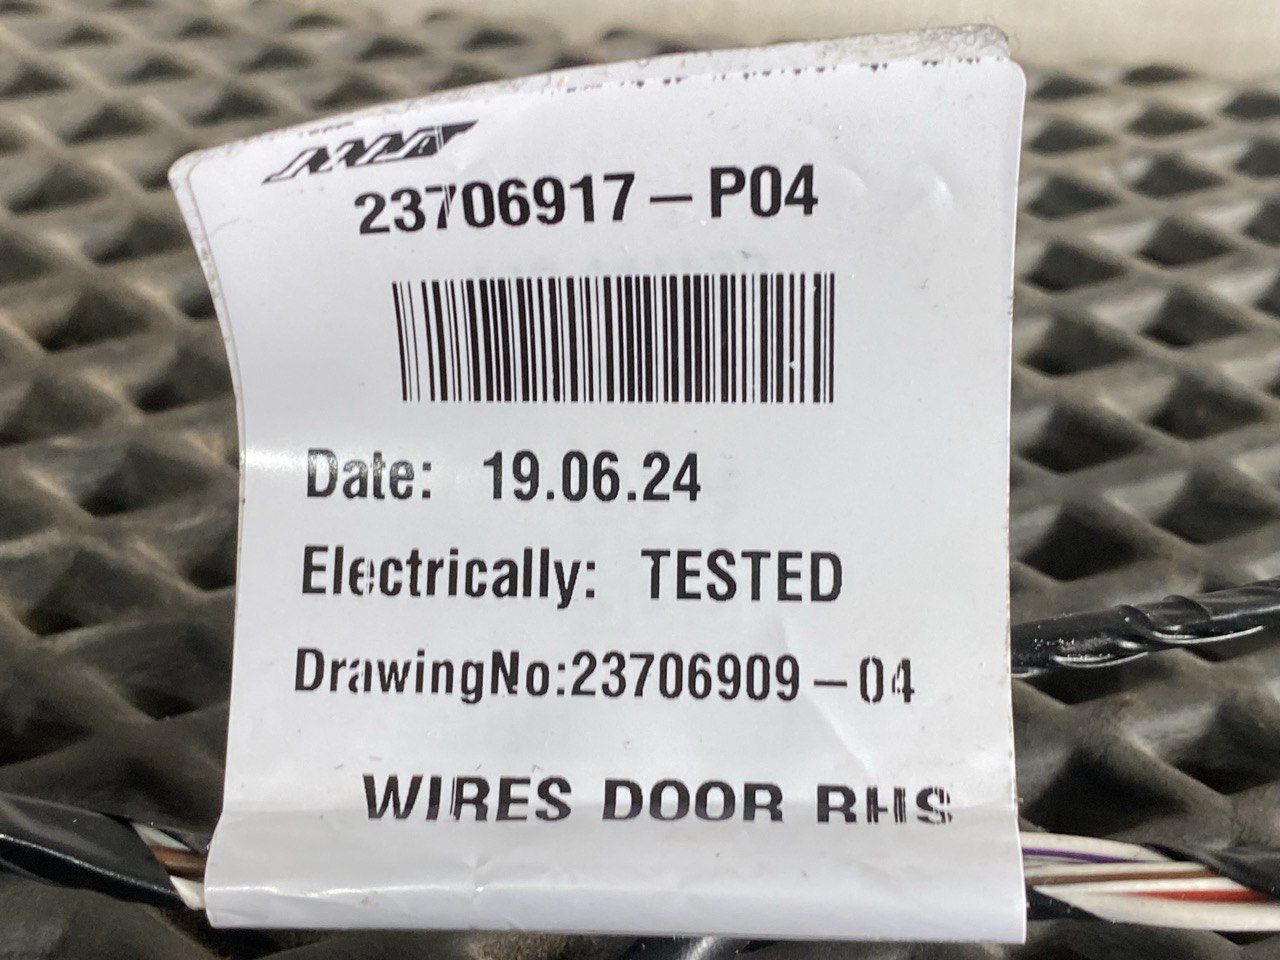 23706917-P04
Date: 19.06.24
Electrically: TESTED
DrawingNo:23706909-04
WIRES DOOR RHS